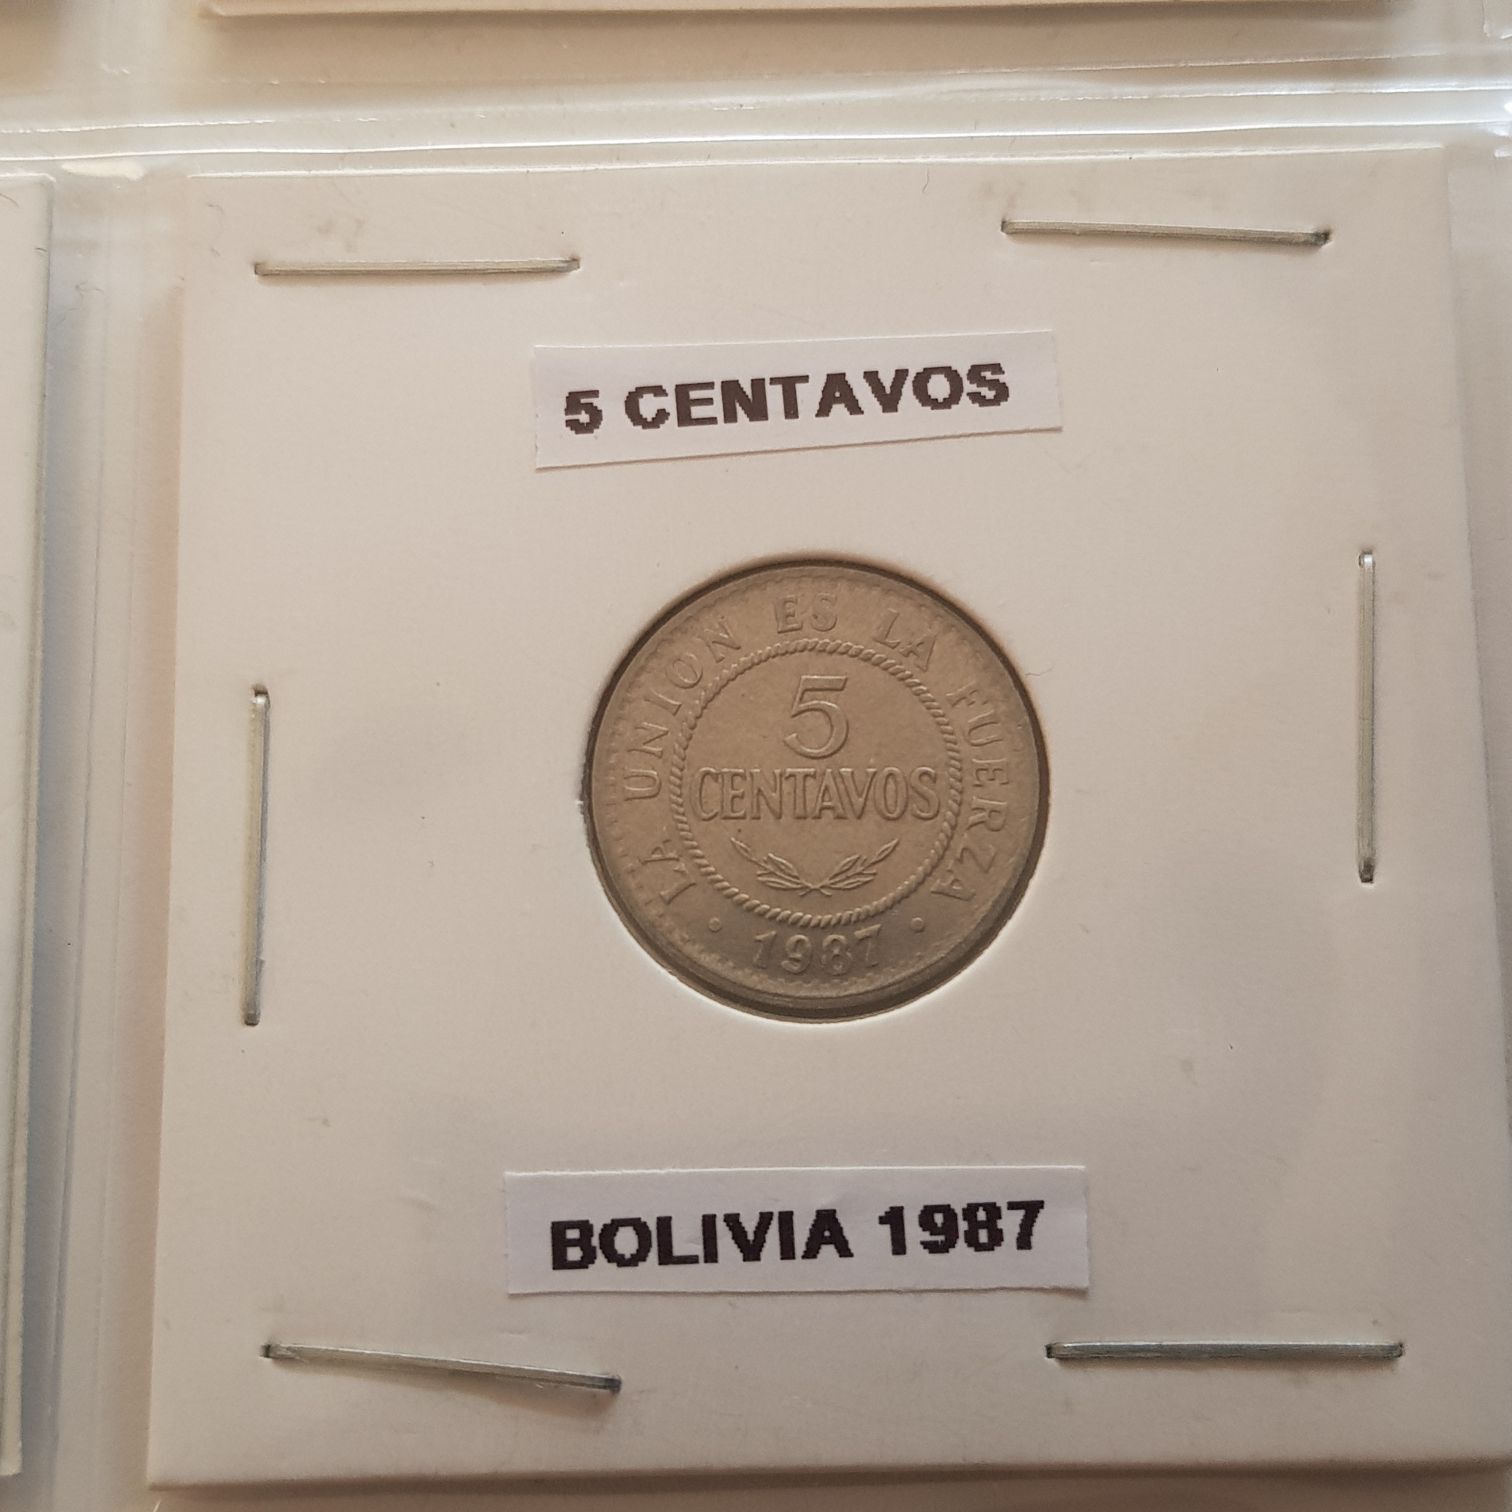 5 CENTAVOS
LA UNION ES LA FUERZA
5
CENTAVOS
1987
BOLIVIA 1987